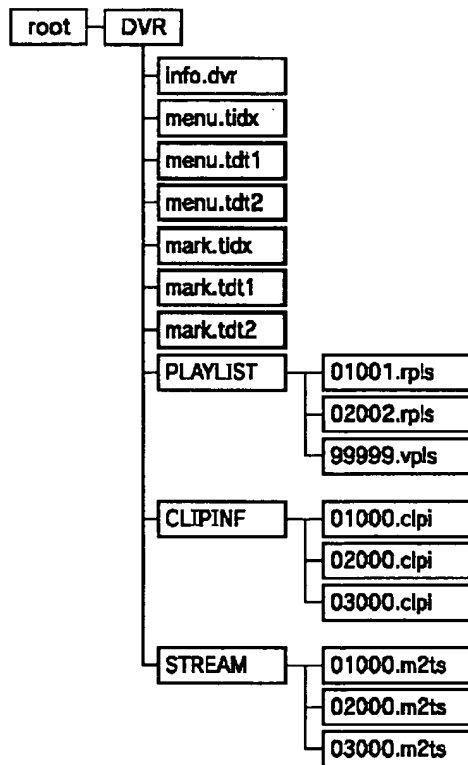 root DVR
info.dvr
menu.tidx
menu.tdt1
menu.tdt2
mark.tidx
mark.tdt1
mark.tdt2
PLAYLIST 01001.rpls
02002.rpls
99999.vpls
CLIPINF 01000.clpi
02000.clpi
03000.clpi
STREAM 01000.m2ts
02000.m2ts
03000.m2ts